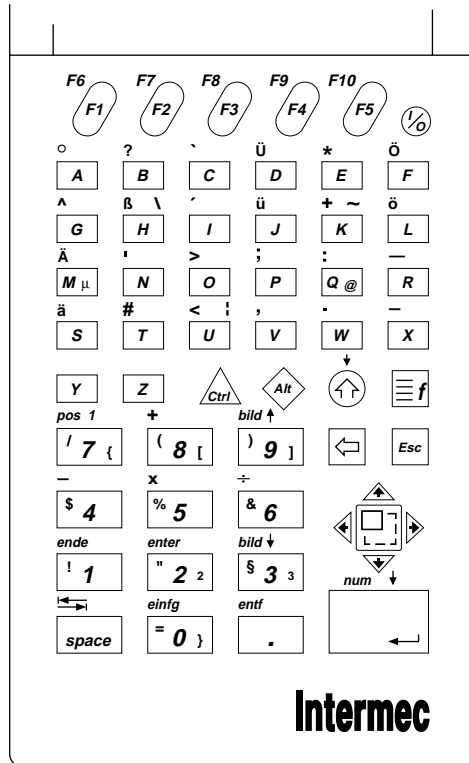 F6 F7 F8 F9 F10
F1 F2 F3 F4 F5 I/O
° ? ` Ü * Ö
A B C D E F
^ ß \ ´ ü + ~ ö
G H I J K L
Ä ' > ; : —
M µ N O P Q @ R
ä # < ¦ , . –
S T U V W X
Y Z Ctrl Alt f
pos 1 + bild
/ 7 { ( 8 [ ) 9 ] Esc
– x ÷
$ 4 % 5 & 6
ende enter bild
! 1 " 2 2 § 3 3
num
einfg entf
space = 0 } .
Intermec